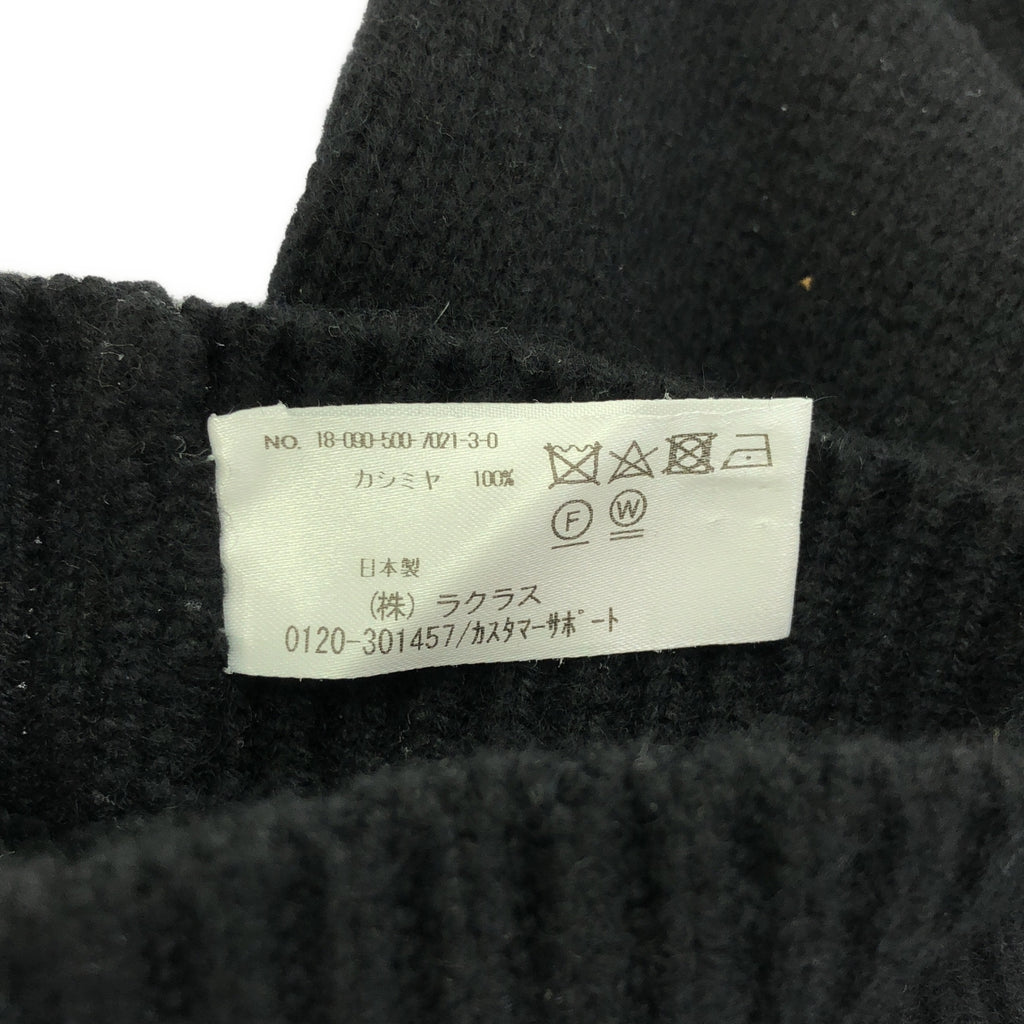 NO. 18-090-500-7021-3-0
カシミヤ 100%
F W
日本製
(株) ラクラス
0120-301457/カスタマーサポート